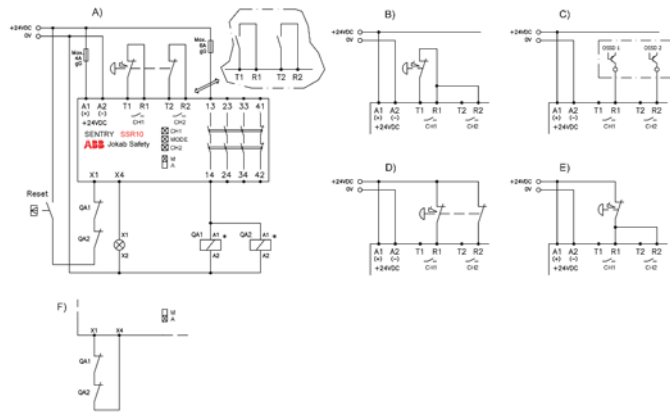 A)
+24VDC
0V
Max. 4A gG
Max. 6A gG
T1 R1 T2 R2
A1 A2 T1 R1 T2 R2 13 23 33 41
(+) (−)
+24VDC
CH1 CH2
SENTRY SSR10
ABB Jokab Safety
CH1
MODE
CH2
M
A
X1 X4 14 24 34 42
Reset
QA1
QA2
X1
X2
QA1 A1 *
A2
QA2 A1 *
A2
B)
+24VDC
0V
A1 A2 T1 R1 T2 R2
(+) (−)
+24VDC CH1 CH2
C)
+24VDC
0V
OSSD 1 OSSD 2
A1 A2 T1 R1 T2 R2
(+) (−)
+24VDC CH1 CH2
D)
+24VDC
0V
A1 A2 T1 R1 T2 R2
(+) (−)
+24VDC CH1 CH2
E)
+24VDC
0V
A1 A2 T1 R1 T2 R2
(+) (−)
+24VDC CH1 CH2
F)
X1 X4
M
A
QA1
QA2